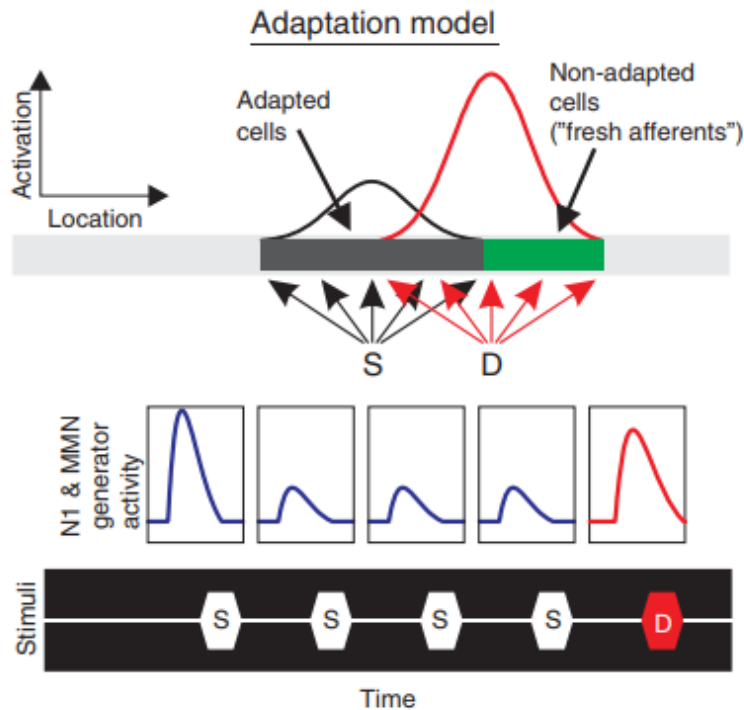 Adaptation model
Activation
Location
Adapted
cells
Non-adapted
cells
("fresh afferents")
S
D
N1 & MMN
generator
activity
Stimuli
S
S
S
S
D
Time